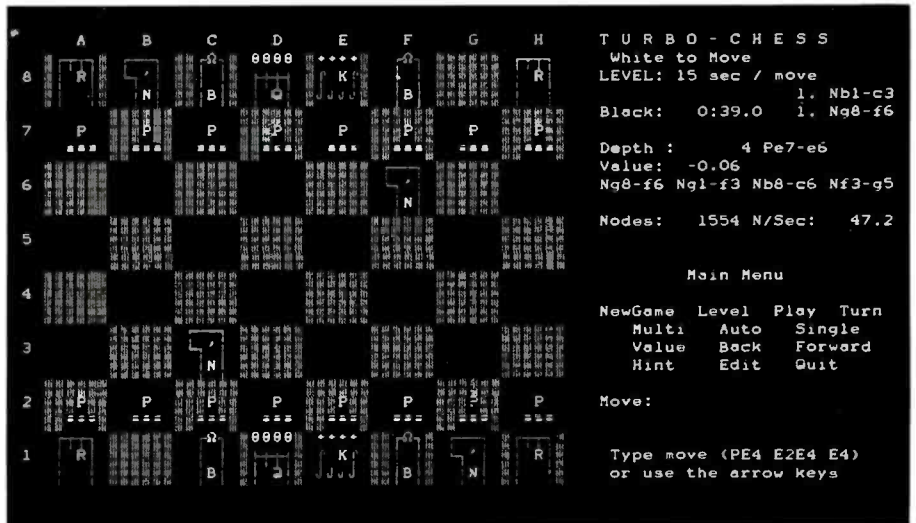 A B C D E F G H
8 R N B Q K B R
7 P P P P P P P P
6 N
5
4
3 N
2 P P P P P P P P
1 R B Q K B N R
T U R B O - C H E S S
White to Move
LEVEL: 15 sec / move
1. Nb1-c3
Black: 0:39.0 1. Ng8-f6
Depth : 4 Pe7-e6
Value: -0.06
Ng8-f6 Ng1-f3 Nb8-c6 Nf3-g5
Nodes: 1554 N/Sec: 47.2
Main Menu
NewGame Level Play Turn
Multi Auto Single
Value Back Forward
Hint Edit Quit
Move:
Type move (PE4 E2E4 E4)
or use the arrow keys